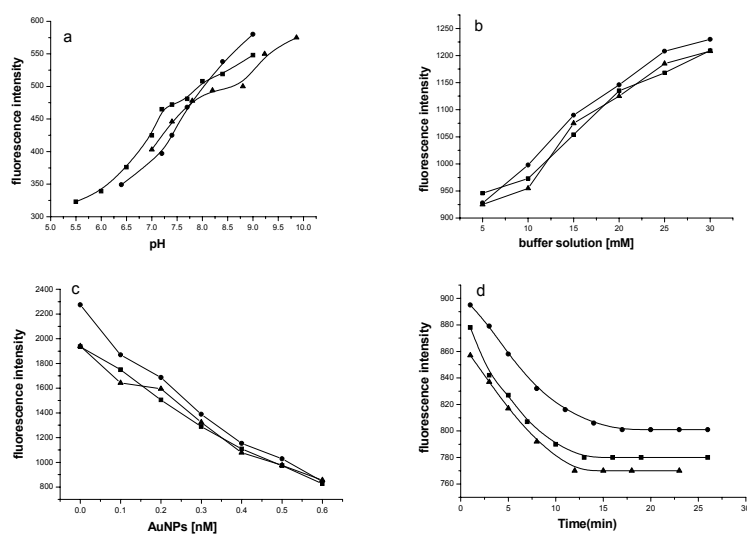 a
600
550
500
450
400
350
300
fluorescence intensity
5.0 5.5 6.0 6.5 7.0 7.5 8.0 8.5 9.0 9.5 10.0
pH
b
1250
1200
1150
1100
1050
1000
950
900
fluorescence intensity
5 10 15 20 25 30
buffer solution [mM]
c
2400
2200
2000
1800
1600
1400
1200
1000
800
fluorescence intensity
0.0 0.1 0.2 0.3 0.4 0.5 0.6
AuNPs [nM]
d
900
880
860
840
820
800
780
760
fluorescence intensity
0 5 10 15 20 25 30
Time(min)